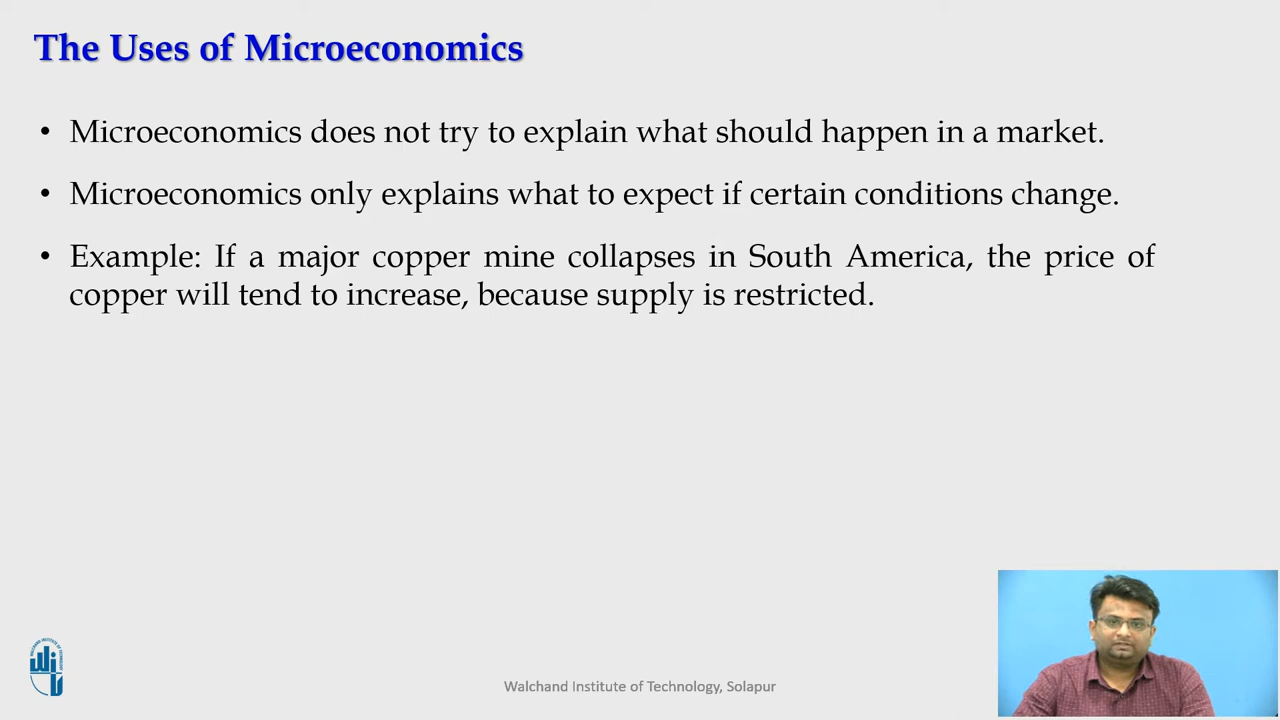 The Uses of Microeconomics
• Microeconomics does not try to explain what should happen in a market.
• Microeconomics only explains what to expect if certain conditions change.
• Example: If a major copper mine collapses in South America, the price of
copper will tend to increase, because supply is restricted.
Walchand Institute of Technology, Solapur